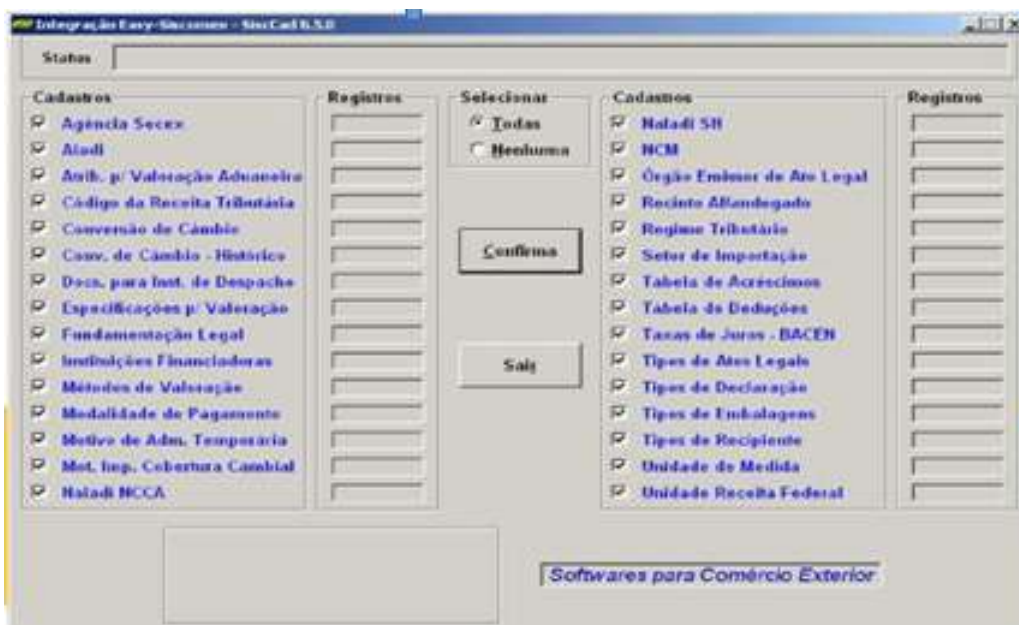 Integração Easy-Siscomex - SiscCad 6.5.0
Status
Cadastros
Registros
Agência Secex
Aladi
Atrib. p/ Valoração Aduaneira
Código da Receita Tributária
Conversão de Câmbio
Conv. de Câmbio - Histórico
Docs. para Inst. de Despacho
Especificações p/ Valoração
Fundamentação Legal
Instituições Financiadoras
Métodos de Valoração
Modalidade de Pagamento
Motivo de Adm. Temporária
Mot. Imp. Cobertura Cambial
Naladi NCCA
Selecionar
Todas
Nenhuma
Confirma
Sair
Cadastros
Registros
Naladi SH
NCM
Órgão Emissor de Ato Legal
Recinto Alfandegado
Regime Tributário
Setor de Importação
Tabela de Acréscimos
Tabela de Deduções
Taxas de Juros - BACEN
Tipos de Atos Legais
Tipos de Declaração
Tipos de Embalagens
Tipos de Recipiente
Unidade de Medida
Unidade Receita Federal
Softwares para Comércio Exterior